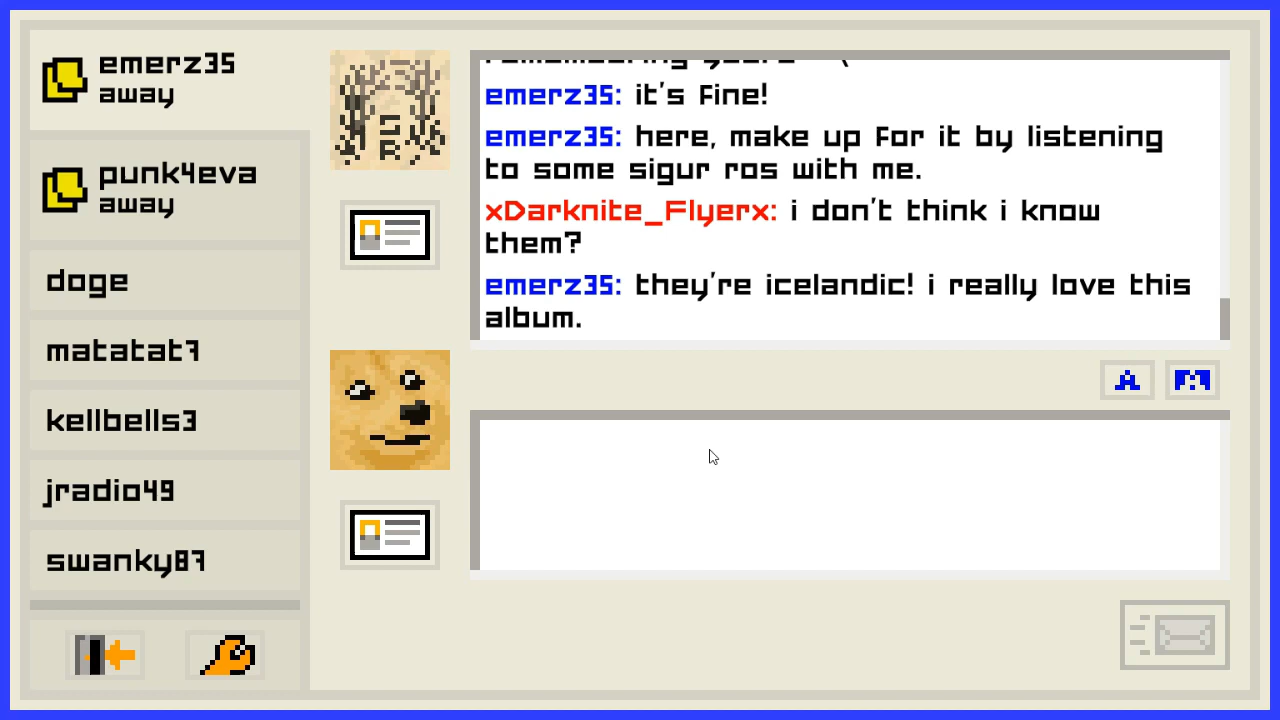 emerz35
away
punk4eva
away
doge
matatat7
kellbells3
jradio49
swanky87
emerz35: it's Fine!
emerz35: here, make up For it by listening
to some sigur ros with me.
xDarknite_Flyerx: i don't think i know
them?
emerz35: they're icelandic! i really love this
album.